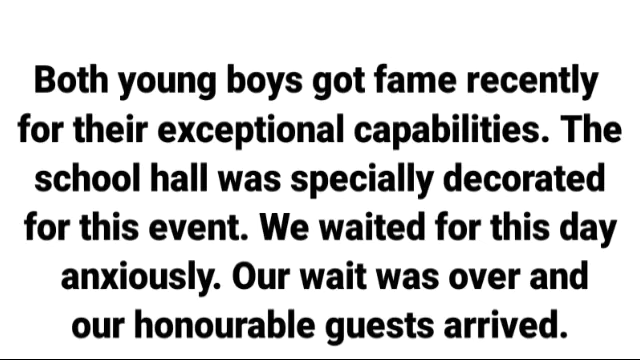 Both young boys got fame recently
for their exceptional capabilities. The
school hall was specially decorated
for this event. We waited for this day
anxiously. Our wait was over and
our honourable guests arrived.